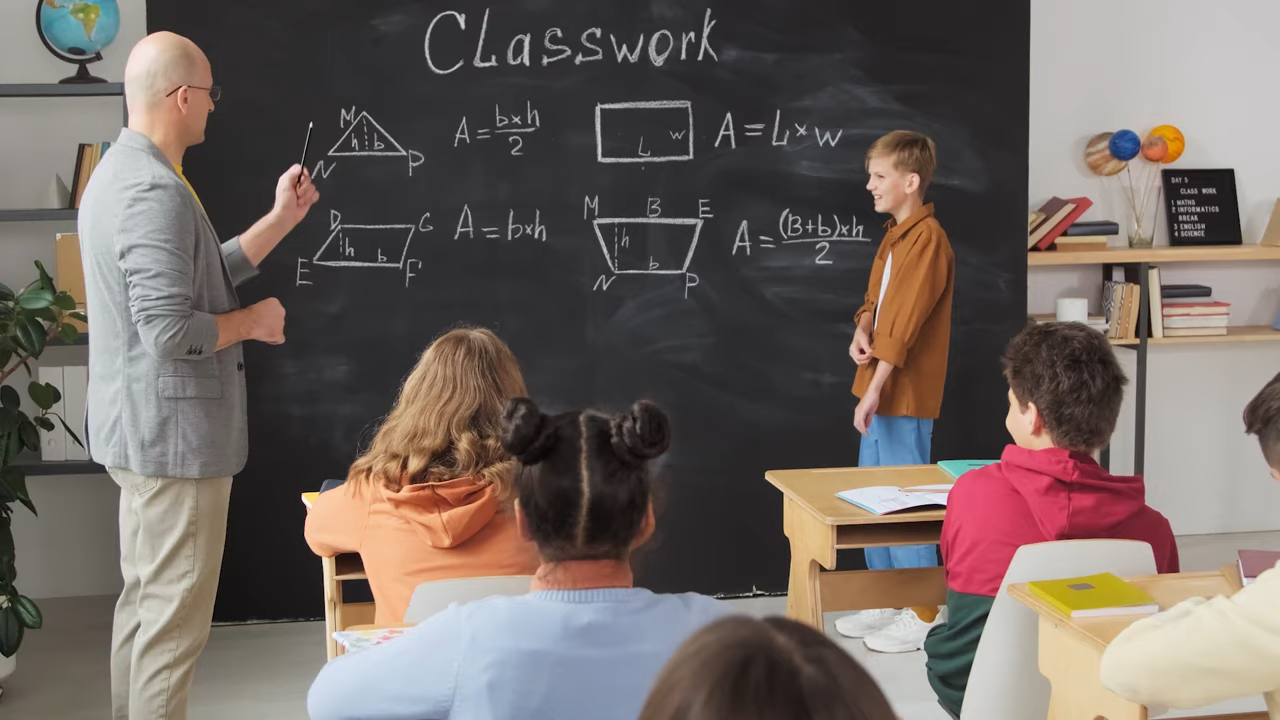 Classwork
M
h b
N P
A = b×h / 2
L w
A = L×w
D G
h b
E F
A = b×h
M B E
h
b
N P
A = (B+b)×h / 2
DAY 5
CLASS WORK
1 MATHS
2 INFORMATICS
BREAK
3 ENGLISH
4 SCIENCE